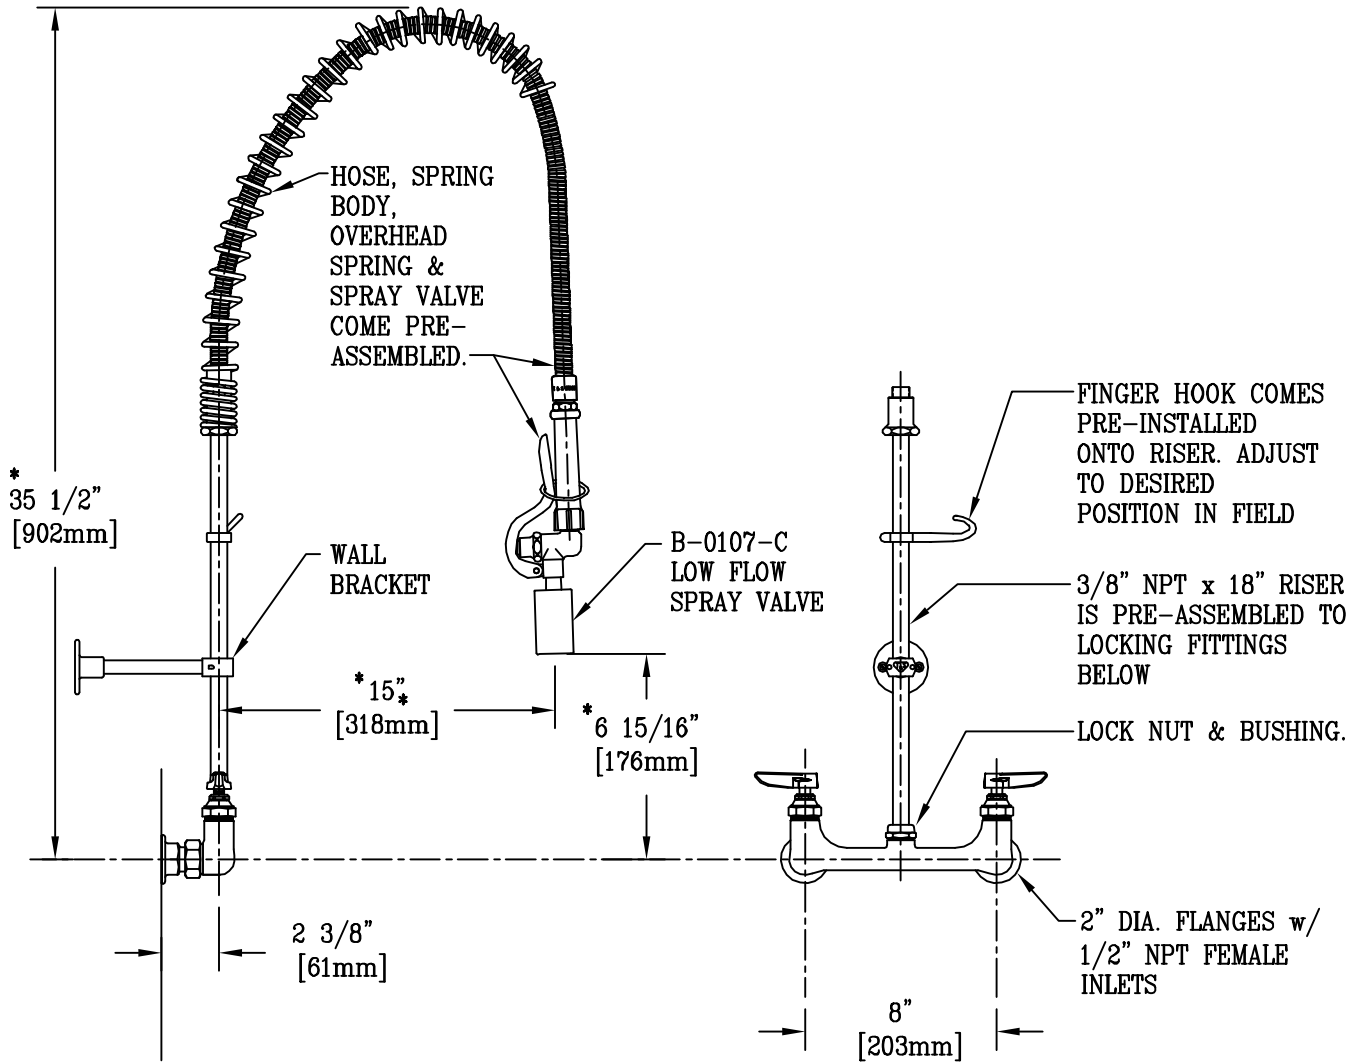 HOSE, SPRING
BODY,
OVERHEAD
SPRING &
SPRAY VALVE
COME PRE-
ASSEMBLED.
*
35 1/2"
[902mm]
WALL
BRACKET
B-0107-C
LOW FLOW
SPRAY VALVE
*15"*
[318mm]
*6 15/16"
[176mm]
2 3/8"
[61mm]
FINGER HOOK COMES
PRE-INSTALLED
ONTO RISER. ADJUST
TO DESIRED
POSITION IN FIELD
3/8" NPT x 18" RISER
IS PRE-ASSEMBLED TO
LOCKING FITTINGS
BELOW
LOCK NUT & BUSHING.
2" DIA. FLANGES w/
1/2" NPT FEMALE
INLETS
8"
[203mm]